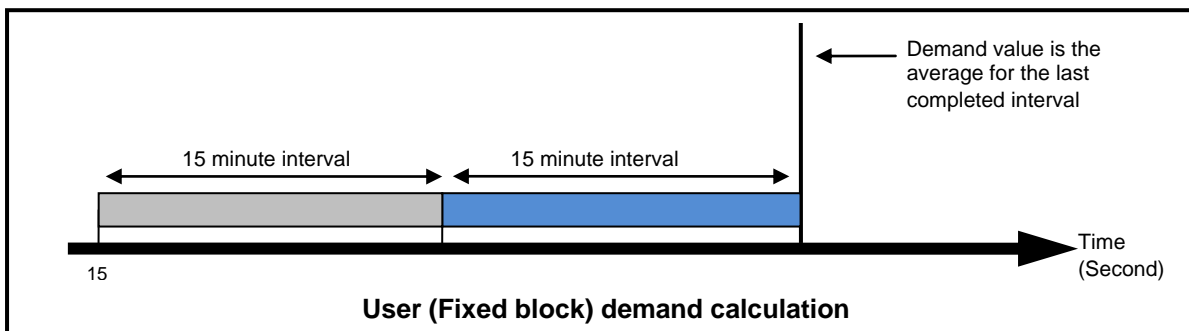 Demand value is the
average for the last
completed interval
15 minute interval
15 minute interval
Time
(Second)
15
User (Fixed block) demand calculation